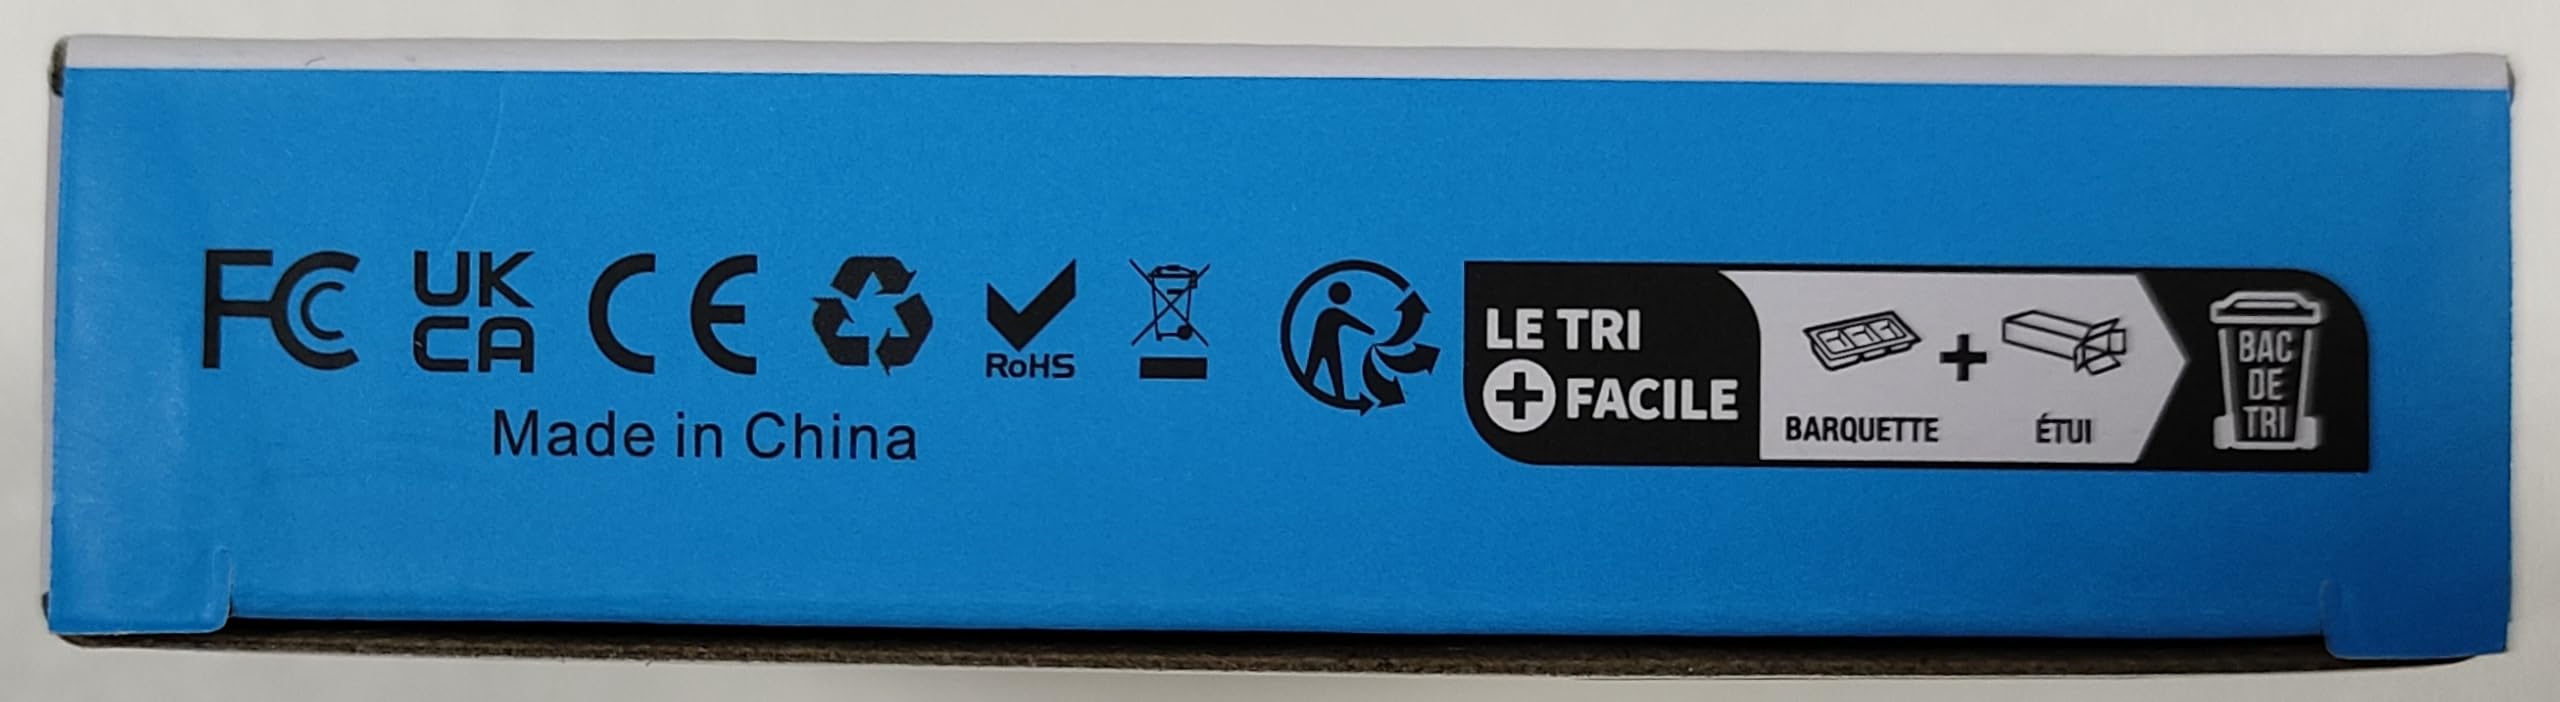 FC
UK
CA
CE
RoHS
Made in China
LE TRI
+ FACILE
BARQUETTE + ÉTUI
BAC
DE
TRI